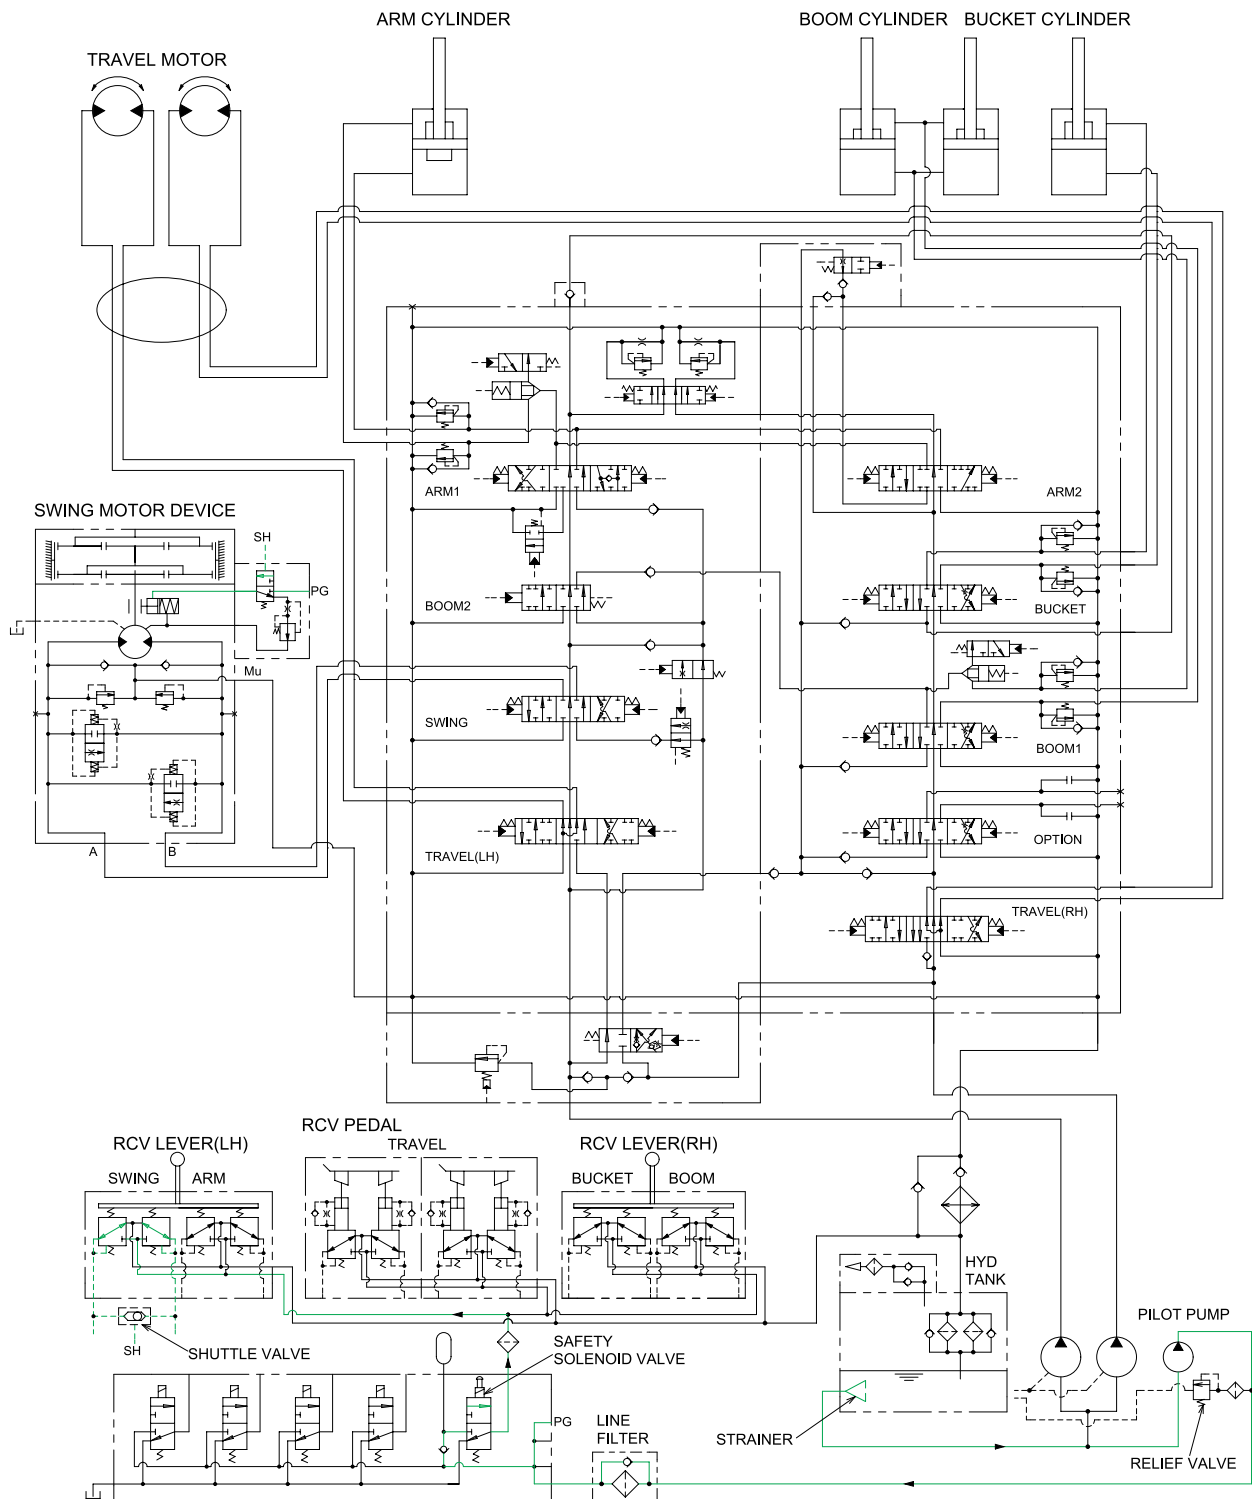 ARM CYLINDER
BOOM CYLINDER
BUCKET CYLINDER
TRAVEL MOTOR
ARM1
ARM2
SWING MOTOR DEVICE
SH
PG
BOOM2
BUCKET
Mu
SWING
BOOM1
OPTION
A
B
TRAVEL(LH)
TRAVEL(RH)
RCV PEDAL
RCV LEVER(LH)
TRAVEL
RCV LEVER(RH)
SWING
ARM
BUCKET
BOOM
HYD
TANK
PILOT PUMP
SHUTTLE VALVE
SH
SAFETY
SOLENOID VALVE
PG
LINE
FILTER
STRAINER
RELIEF VALVE